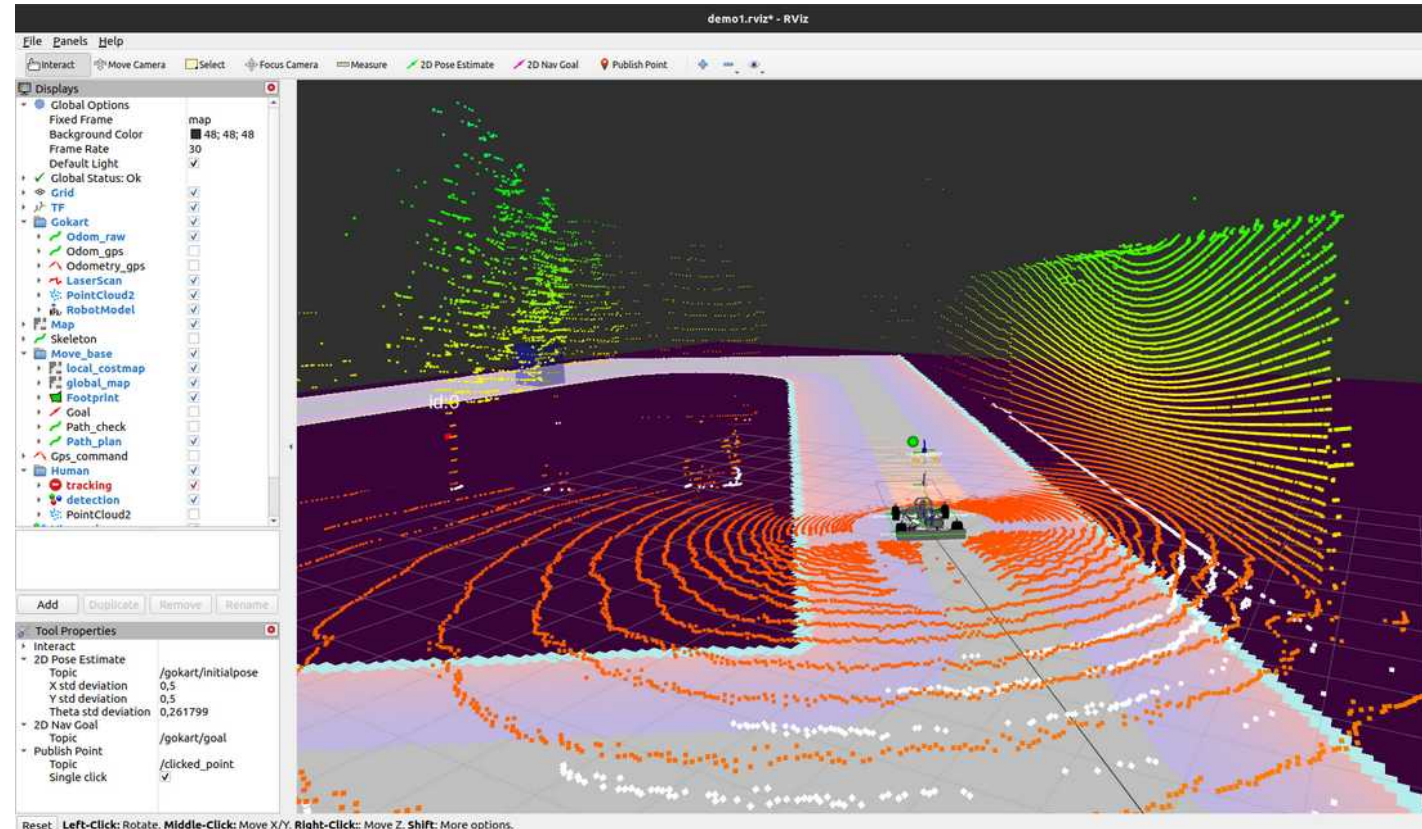 demo1.rviz* - RViz
File Panels Help
Interact Move Camera Select Focus Camera Measure 2D Pose Estimate 2D Nav Goal Publish Point
Displays
Global Options
Fixed Frame map
Background Color 48; 48; 48
Frame Rate 30
Default Light
Global Status: Ok
Grid
TF
Gokart
Odom_raw
Odom_gps
Odometry_gps
LaserScan
PointCloud2
RobotModel
Map
Skeleton
Move_base
local_costmap
global_map
Footprint
Goal
Path_check
Path_plan
Gps_command
Human
tracking
detection
PointCloud2
id:0
Add Duplicate Remove Rename
Tool Properties
Interact
2D Pose Estimate
Topic /gokart/initialpose
X std deviation 0,5
Y std deviation 0,5
Theta std deviation 0,261799
2D Nav Goal
Topic /gokart/goal
Publish Point
Topic /clicked_point
Single click
Reset Left-Click: Rotate. Middle-Click: Move X/Y. Right-Click:: Move Z. Shift: More options.